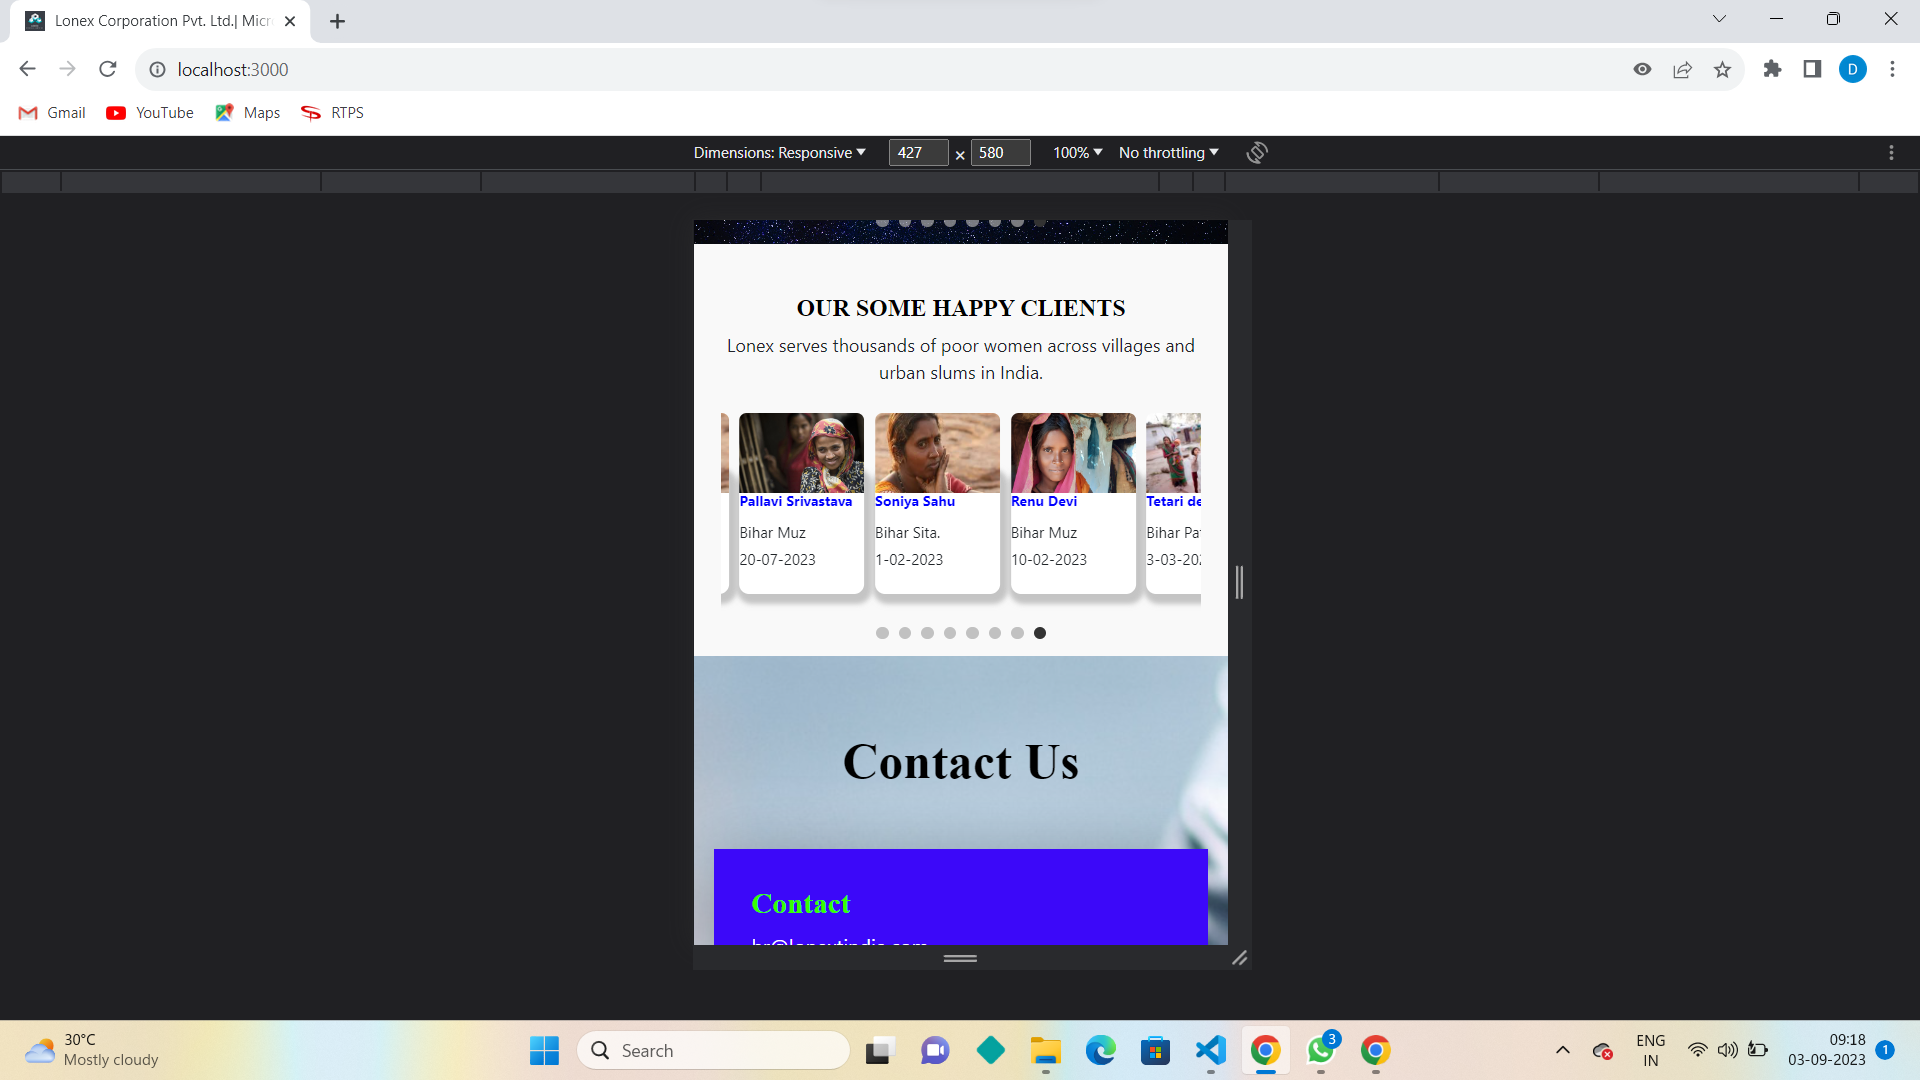 Lonex Corporation Pvt. Ltd.| Micr
localhost:3000
D
Gmail
YouTube
Maps
RTPS
Dimensions: Responsive
427 × 580
100%
No throttling
OUR SOME HAPPY CLIENTS
Lonex serves thousands of poor women across villages and
urban slums in India.
Pallavi Srivastava
Bihar Muz
20-07-2023
Soniya Sahu
Bihar Sita.
1-02-2023
Renu Devi
Bihar Muz
10-02-2023
Tetari de
Bihar Pa
3-03-202
Contact Us
Contact
30°C
Mostly cloudy
Search
3
ENG
IN
09:18
03-09-2023
1